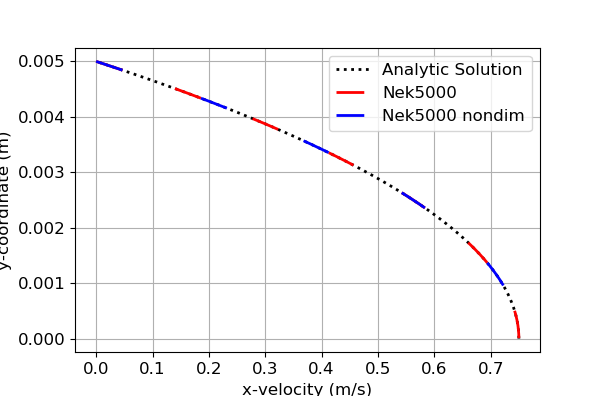 Analytic Solution
Nek5000
Nek5000 nondim
y-coordinate (m)
0.005
0.004
0.003
0.002
0.001
0.000
0.0 0.1 0.2 0.3 0.4 0.5 0.6 0.7
x-velocity (m/s)